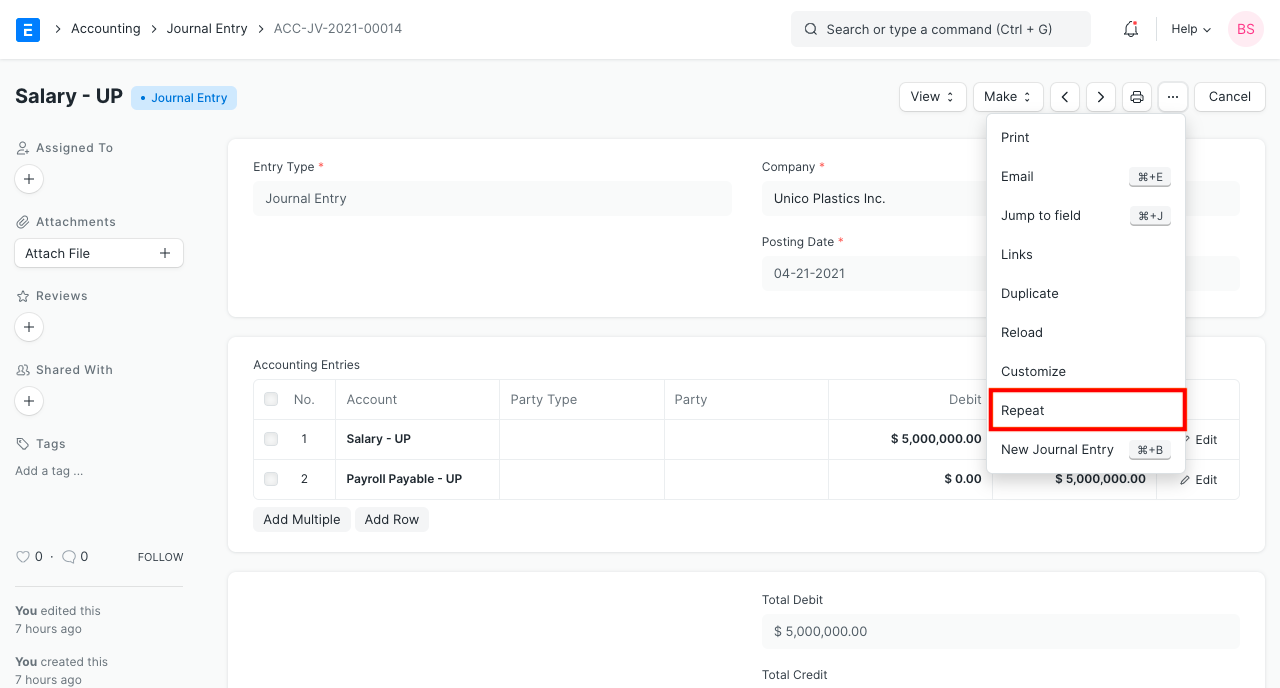 E
Accounting
Journal Entry
ACC-JV-2021-00014
Search or type a command (Ctrl + G)
Help
BS
Salary - UP
Journal Entry
View
Make
...
Cancel
Assigned To
Attachments
Attach File
Reviews
Shared With
Tags
Add a tag ...
0 · 0
FOLLOW
You edited this
7 hours ago
You created this
7 hours ago
Entry Type *
Journal Entry
Company *
Unico Plastics Inc.
Posting Date *
04-21-2021
Print
Email ⌘+E
Jump to field ⌘+J
Links
Duplicate
Reload
Customize
Repeat
New Journal Entry ⌘+B
Accounting Entries
No. Account Party Type Party Debit
1 Salary - UP $ 5,000,000.00 Edit
2 Payroll Payable - UP $ 0.00 $ 5,000,000.00 Edit
Add Multiple
Add Row
Total Debit
$ 5,000,000.00
Total Credit